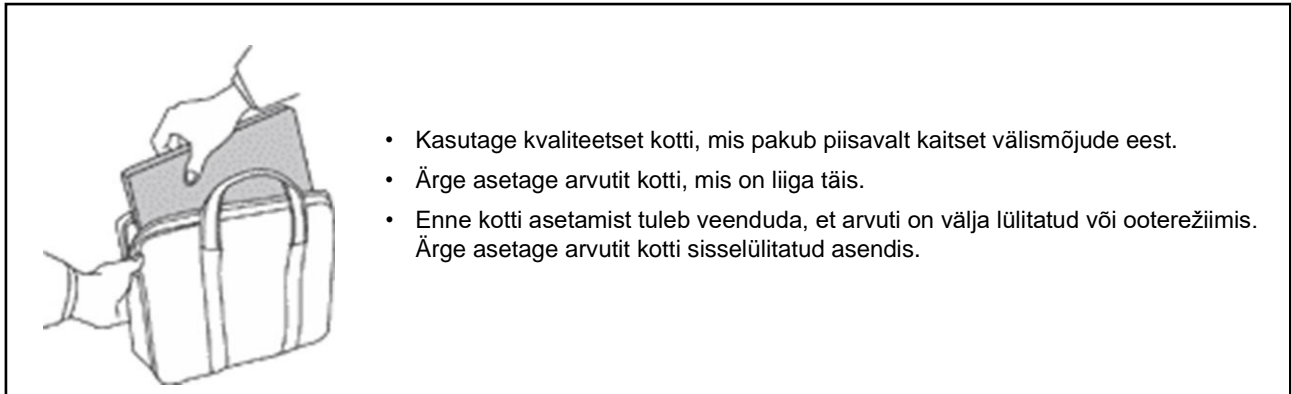 • Kasutage kvaliteetset kotti, mis pakub piisavalt kaitset välismõjude eest.
• Ärge asetage arvutit kotti, mis on liiga täis.
• Enne kotti asetamist tuleb veenduda, et arvuti on välja lülitatud või ooterežiimis.
Ärge asetage arvutit kotti sisselülitatud asendis.